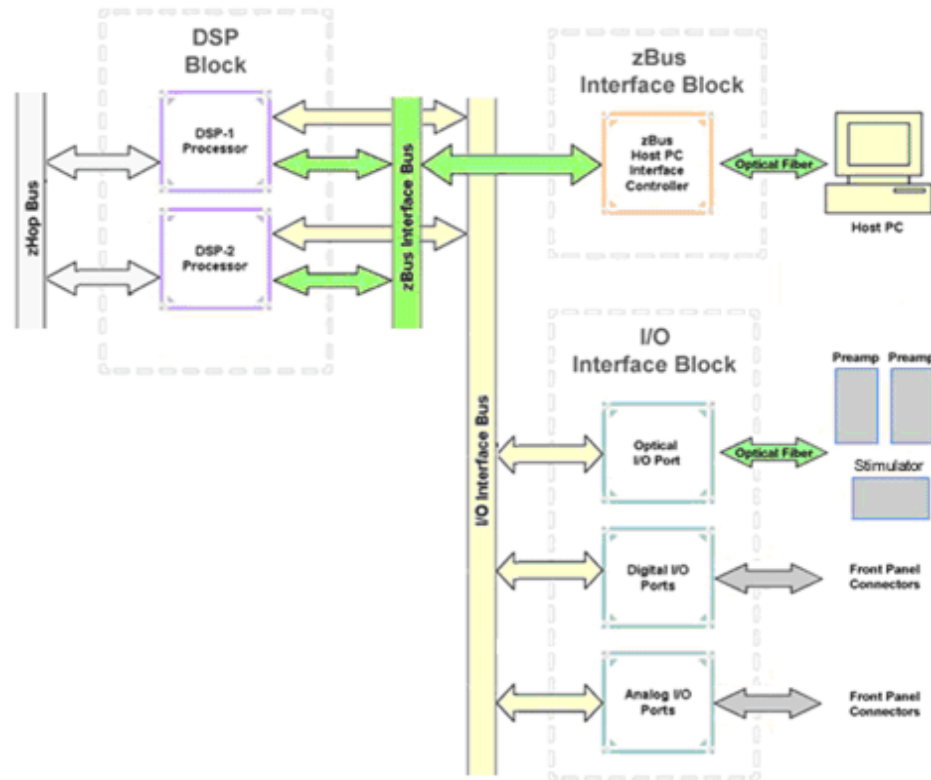 DSP
Block
zBus
Interface Block
DSP-1
Processor
zBus
Host PC
Interface
Controller
Optical Fiber
Host PC
zHop Bus
zBus Interface Bus
DSP-2
Processor
I/O
Interface Block
Preamp
Preamp
I/O Interface Bus
Optical
I/O Port
Optical Fiber
Stimulator
Digital I/O
Ports
Front Panel
Connectors
Analog I/O
Ports
Front Panel
Connectors